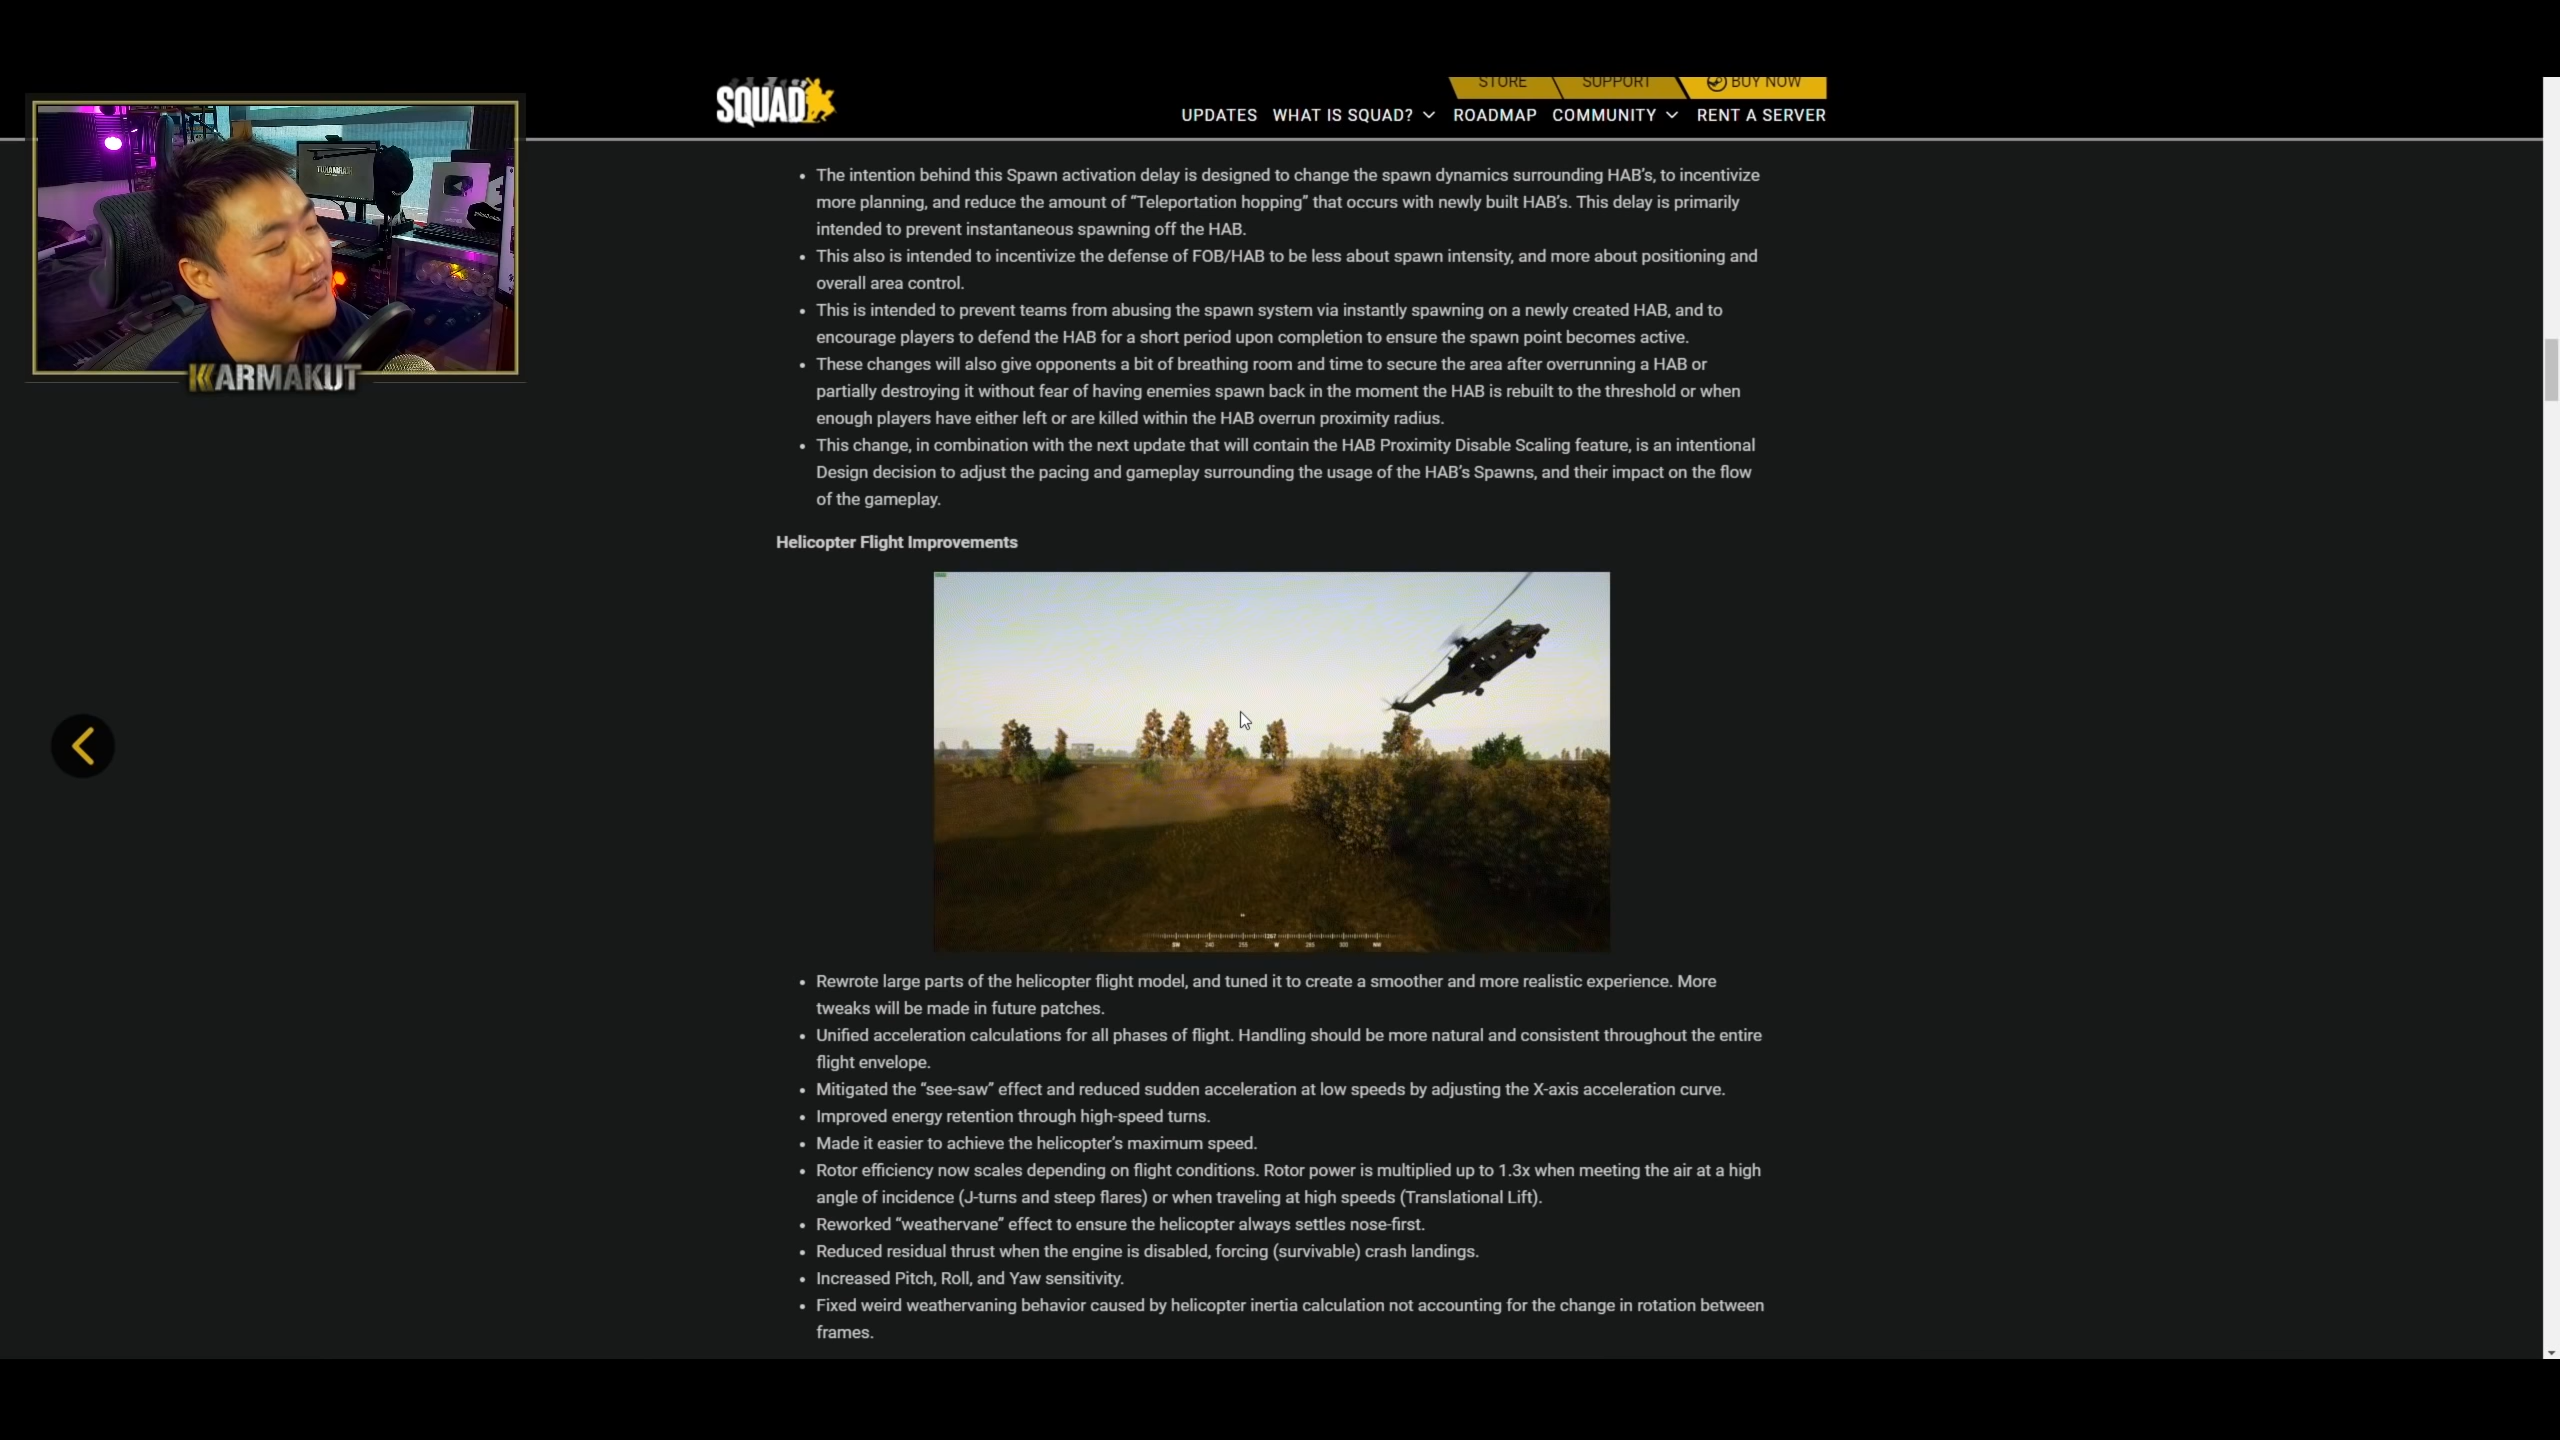 STORE SUPPORT BUY NOW
SQUAD
UPDATES WHAT IS SQUAD? ROADMAP COMMUNITY RENT A SERVER
KARMAKUT
The intention behind this Spawn activation delay is designed to change the spawn dynamics surrounding HAB's, to incentivize
more planning, and reduce the amount of “Teleportation hopping” that occurs with newly built HAB's. This delay is primarily
intended to prevent instantaneous spawning off the HAB.
This also is intended to incentivize the defense of FOB/HAB to be less about spawn intensity, and more about positioning and
overall area control.
This is intended to prevent teams from abusing the spawn system via instantly spawning on a newly created HAB, and to
encourage players to defend the HAB for a short period upon completion to ensure the spawn point becomes active.
These changes will also give opponents a bit of breathing room and time to secure the area after overrunning a HAB or
partially destroying it without fear of having enemies spawn back in the moment the HAB is rebuilt to the threshold or when
enough players have either left or are killed within the HAB overrun proximity radius.
This change, in combination with the next update that will contain the HAB Proximity Disable Scaling feature, is an intentional
Design decision to adjust the pacing and gameplay surrounding the usage of the HAB's Spawns, and their impact on the flow
of the gameplay.
Helicopter Flight Improvements
SW 240 255 W 285 300 NW
Rewrote large parts of the helicopter flight model, and tuned it to create a smoother and more realistic experience. More
tweaks will be made in future patches.
Unified acceleration calculations for all phases of flight. Handling should be more natural and consistent throughout the entire
flight envelope.
Mitigated the “see-saw” effect and reduced sudden acceleration at low speeds by adjusting the X-axis acceleration curve.
Improved energy retention through high-speed turns.
Made it easier to achieve the helicopter's maximum speed.
Rotor efficiency now scales depending on flight conditions. Rotor power is multiplied up to 1.3x when meeting the air at a high
angle of incidence (J-turns and steep flares) or when traveling at high speeds (Translational Lift).
Reworked “weathervane” effect to ensure the helicopter always settles nose-first.
Reduced residual thrust when the engine is disabled, forcing (survivable) crash landings.
Increased Pitch, Roll, and Yaw sensitivity.
Fixed weird weathervaning behavior caused by helicopter inertia calculation not accounting for the change in rotation between
frames.